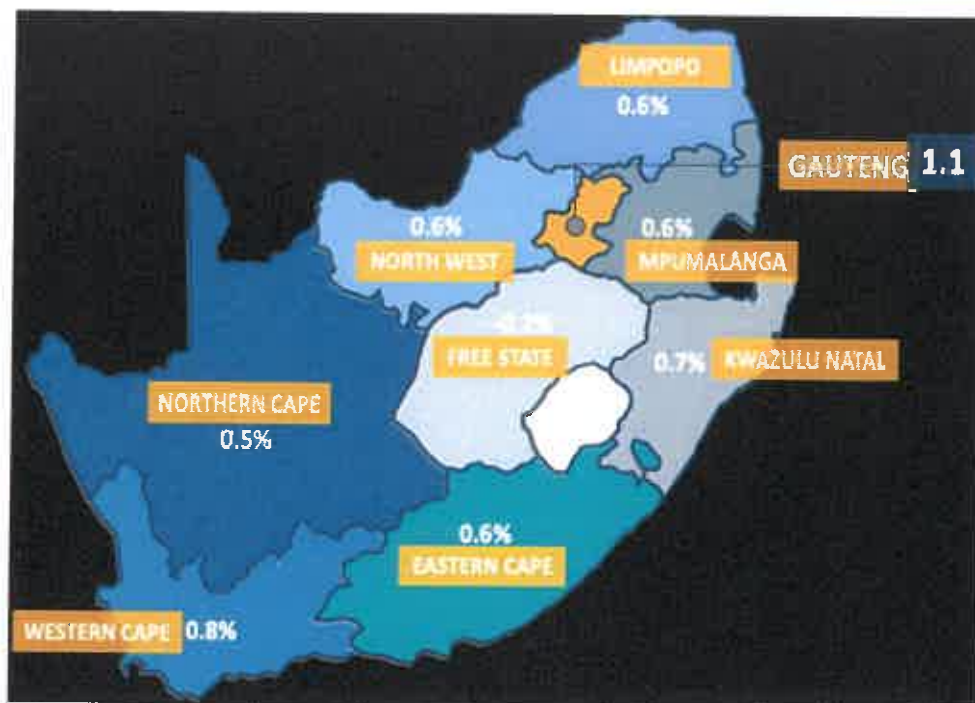 LIMPOPO
0.6%
GAUTENG 1.1
0.6%
NORTH WEST
0.6%
MPUMALANGA
FREE STATE
0.7% KWAZULU NATAL
NORTHERN CAPE
0.5%
0.6%
EASTERN CAPE
WESTERN CAPE 0.8%